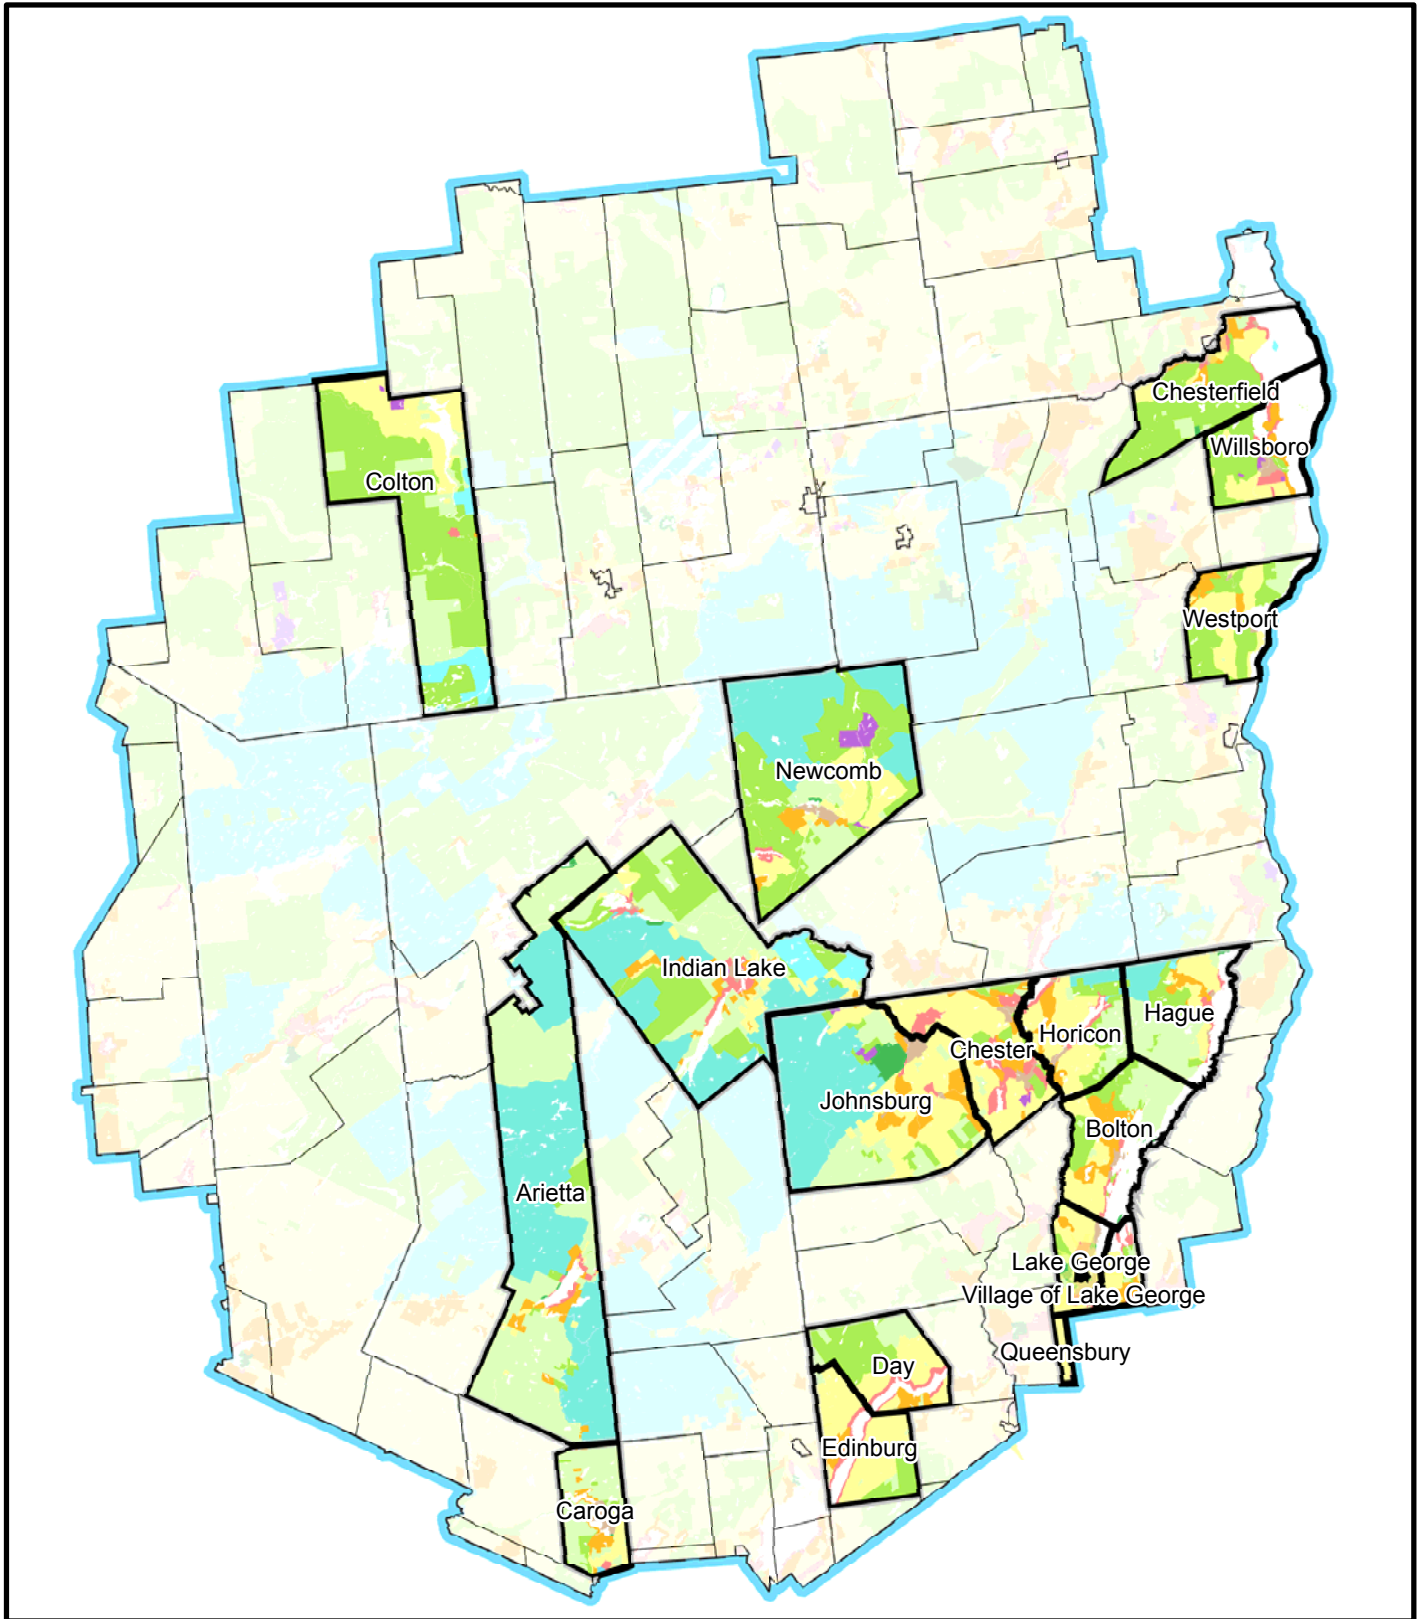 Chesterfield
Willsboro
Colton
Westport
Newcomb
Indian Lake
Hague
Horicon
Chester
Johnsburg
Bolton
Arietta
Lake George
Village of Lake George
Queensbury
Day
Edinburg
Caroga